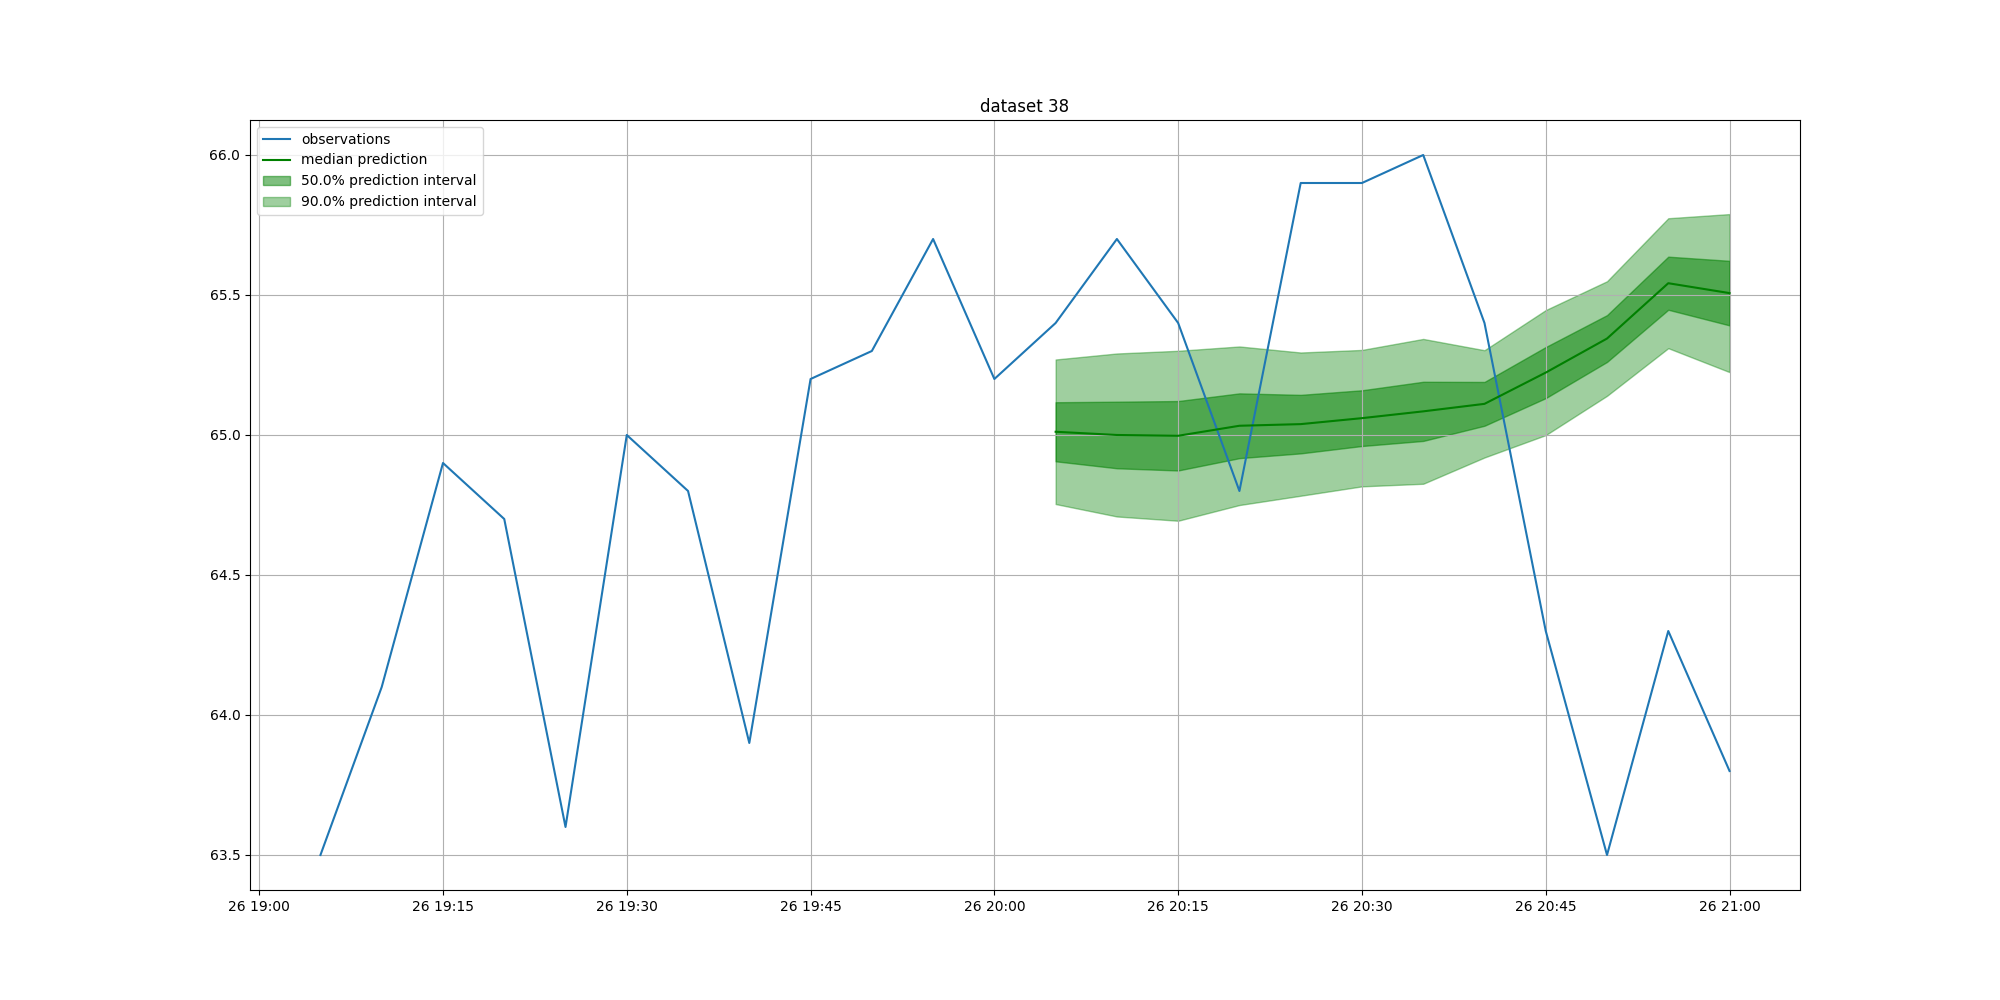 dataset 38
observations
median prediction
50.0% prediction interval
90.0% prediction interval
66.0
65.5
65.0
64.5
64.0
63.5
26 19:00 26 19:15 26 19:30 26 19:45 26 20:00 26 20:15 26 20:30 26 20:45 26 21:00